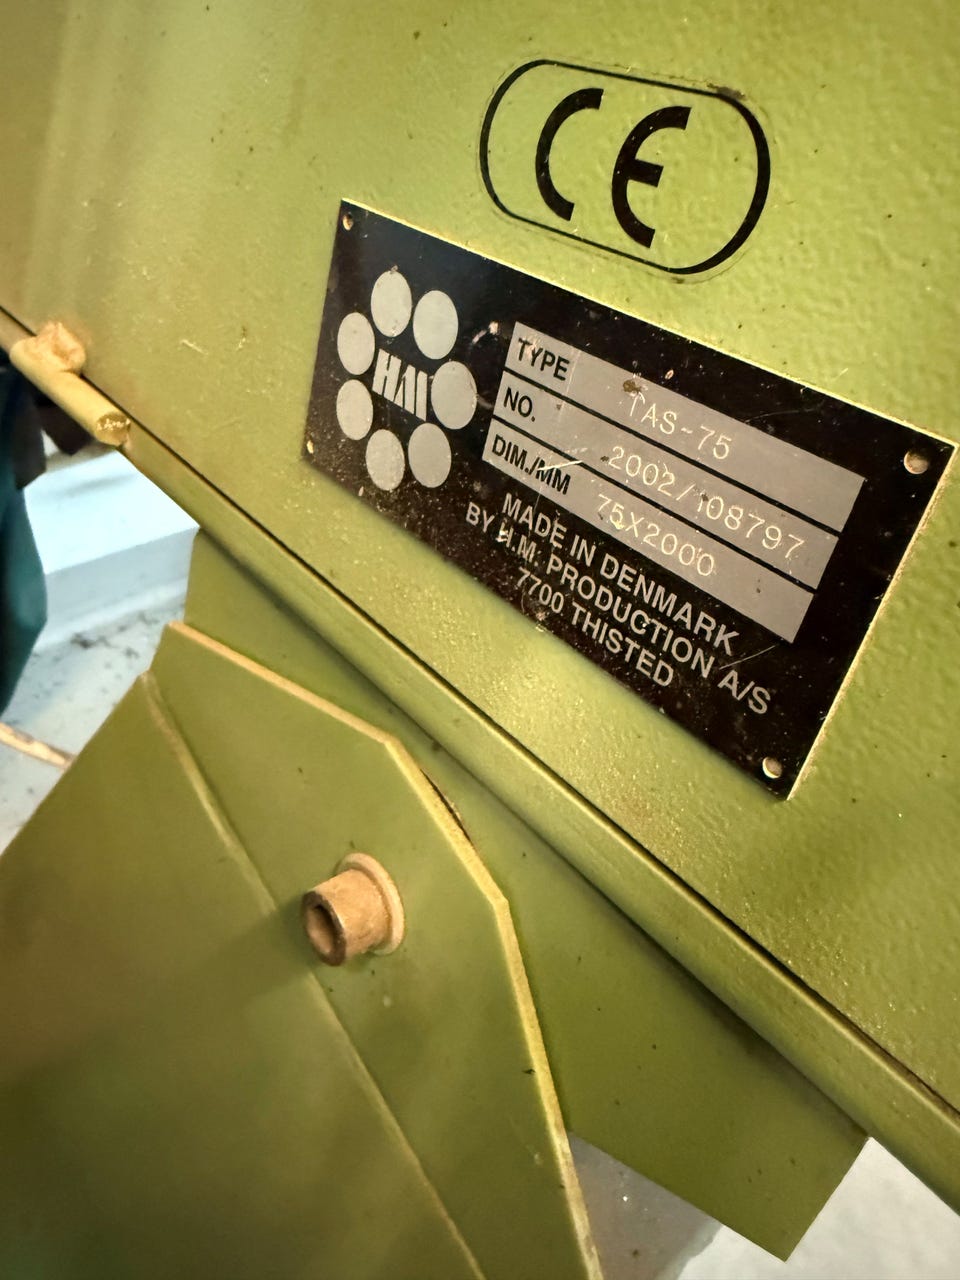 CE
HM
TYPE TAS-75
NO. 2002/108797
DIM./MM 75X2000
MADE IN DENMARK
BY H.M. PRODUCTION A/S
7700 THISTED